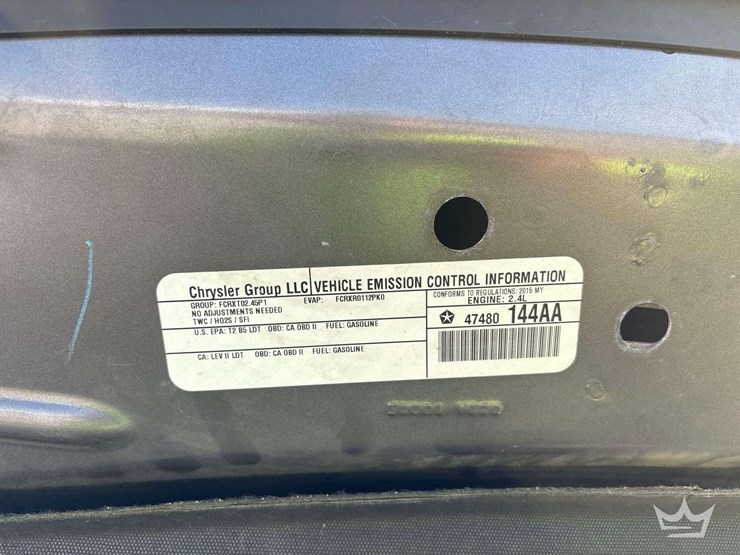 Chrysler Group LLC VEHICLE EMISSION CONTROL INFORMATION
GROUP: FCRXT02.45P1 EVAP: FCRXR0112PK0
CONFORMS TO REGULATIONS: 2015 MY
NO ADJUSTMENTS NEEDED
ENGINE: 2.4L
TWC / HO2S / SFI
47480 144AA
U.S. EPA: T2 B5 LDT OBD: CA OBD II FUEL: GASOLINE
CA: LEV II LDT OBD: CA OBD II FUEL: GASOLINE